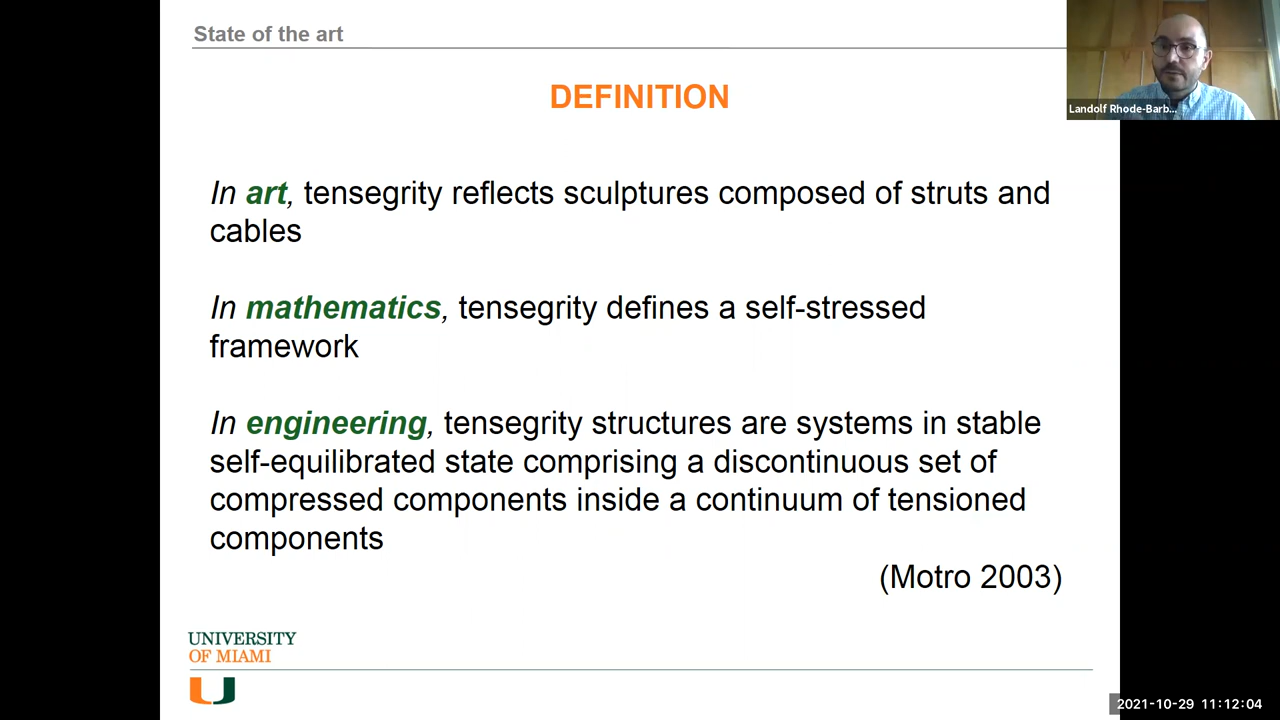 State of the art
DEFINITION
Landolf Rhode-Barb...
In art, tensegrity reflects sculptures composed of struts and
cables
In mathematics, tensegrity defines a self-stressed
framework
In engineering, tensegrity structures are systems in stable
self-equilibrated state comprising a discontinuous set of
compressed components inside a continuum of tensioned
components
(Motro 2003)
UNIVERSITY
OF MIAMI
2021-10-29 11:12:04